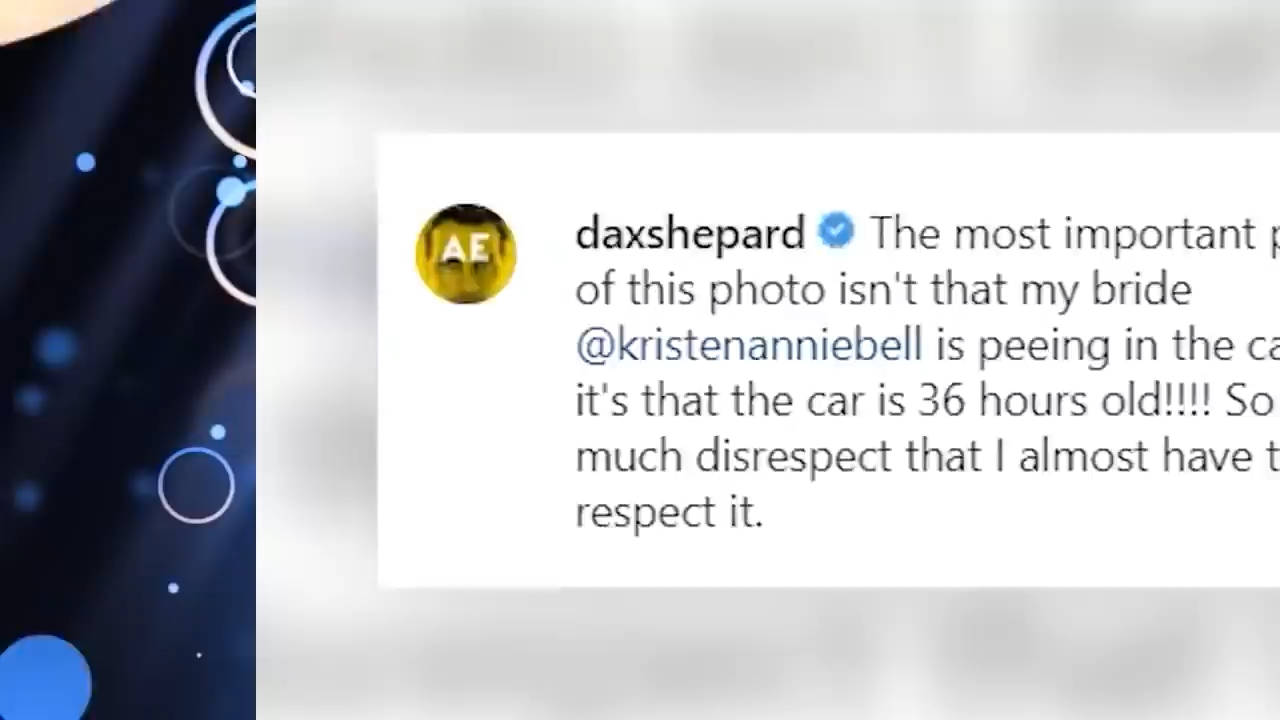 AE
daxshepard The most important
of this photo isn't that my bride
@kristenanniebell is peeing in the
it's that the car is 36 hours old!!!! So
much disrespect that I almost have
respect it.